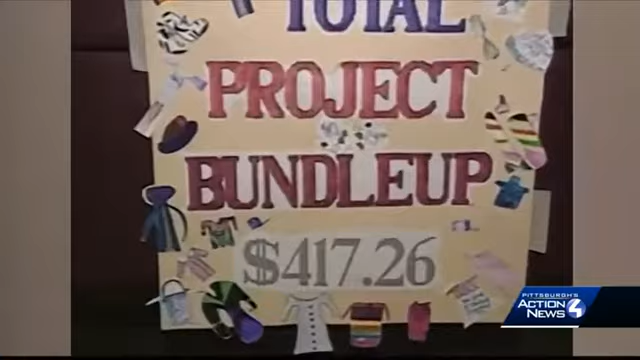 TOTAL
PROJECT
BUNDLEUP
$417.26
PITTSBURGH'S
ACTION
NEWS 4